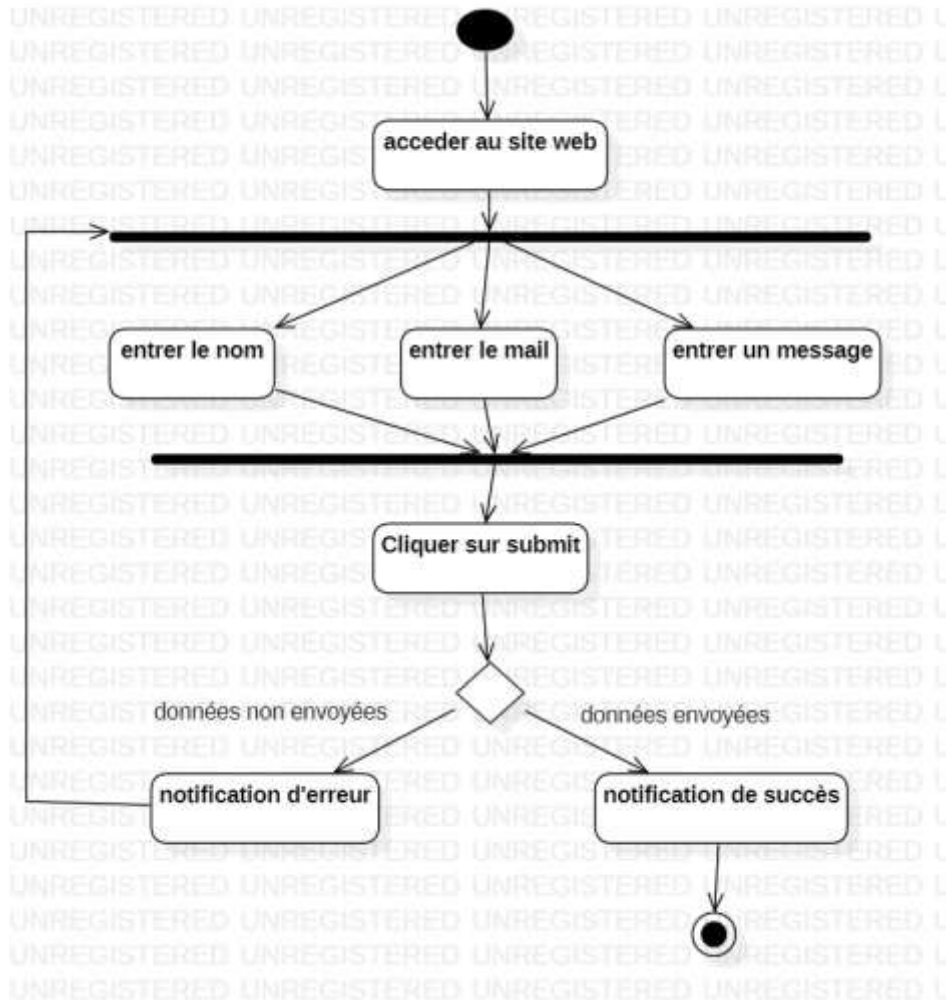 acceder au site web
entrer le nom
entrer le mail
entrer un message
Cliquer sur submit
données non envoyées
données envoyées
notification d'erreur
notification de succès
UNREGISTERED